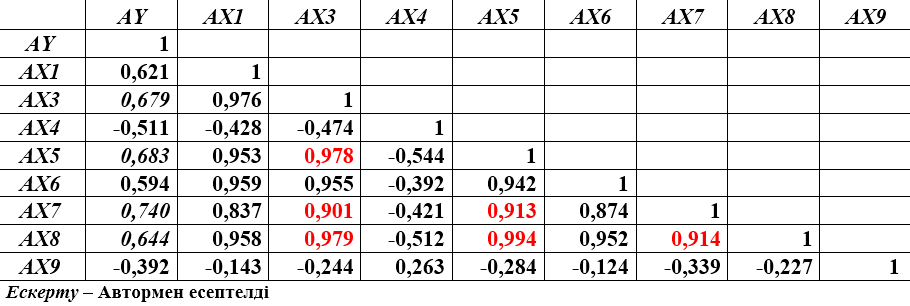 AY AX1 AX3 AX4 AX5 AX6 AX7 AX8 AX9
AY 1
AX1 0,621 1
AX3 0,679 0,976 1
AX4 -0,511 -0,428 -0,474 1
AX5 0,683 0,953 0,978 -0,544 1
AX6 0,594 0,959 0,955 -0,392 0,942 1
AX7 0,740 0,837 0,901 -0,421 0,913 0,874 1
AX8 0,644 0,958 0,979 -0,512 0,994 0,952 0,914 1
AX9 -0,392 -0,143 -0,244 0,263 -0,284 -0,124 -0,339 -0,227 1
Ескерту – Автормен есептелді